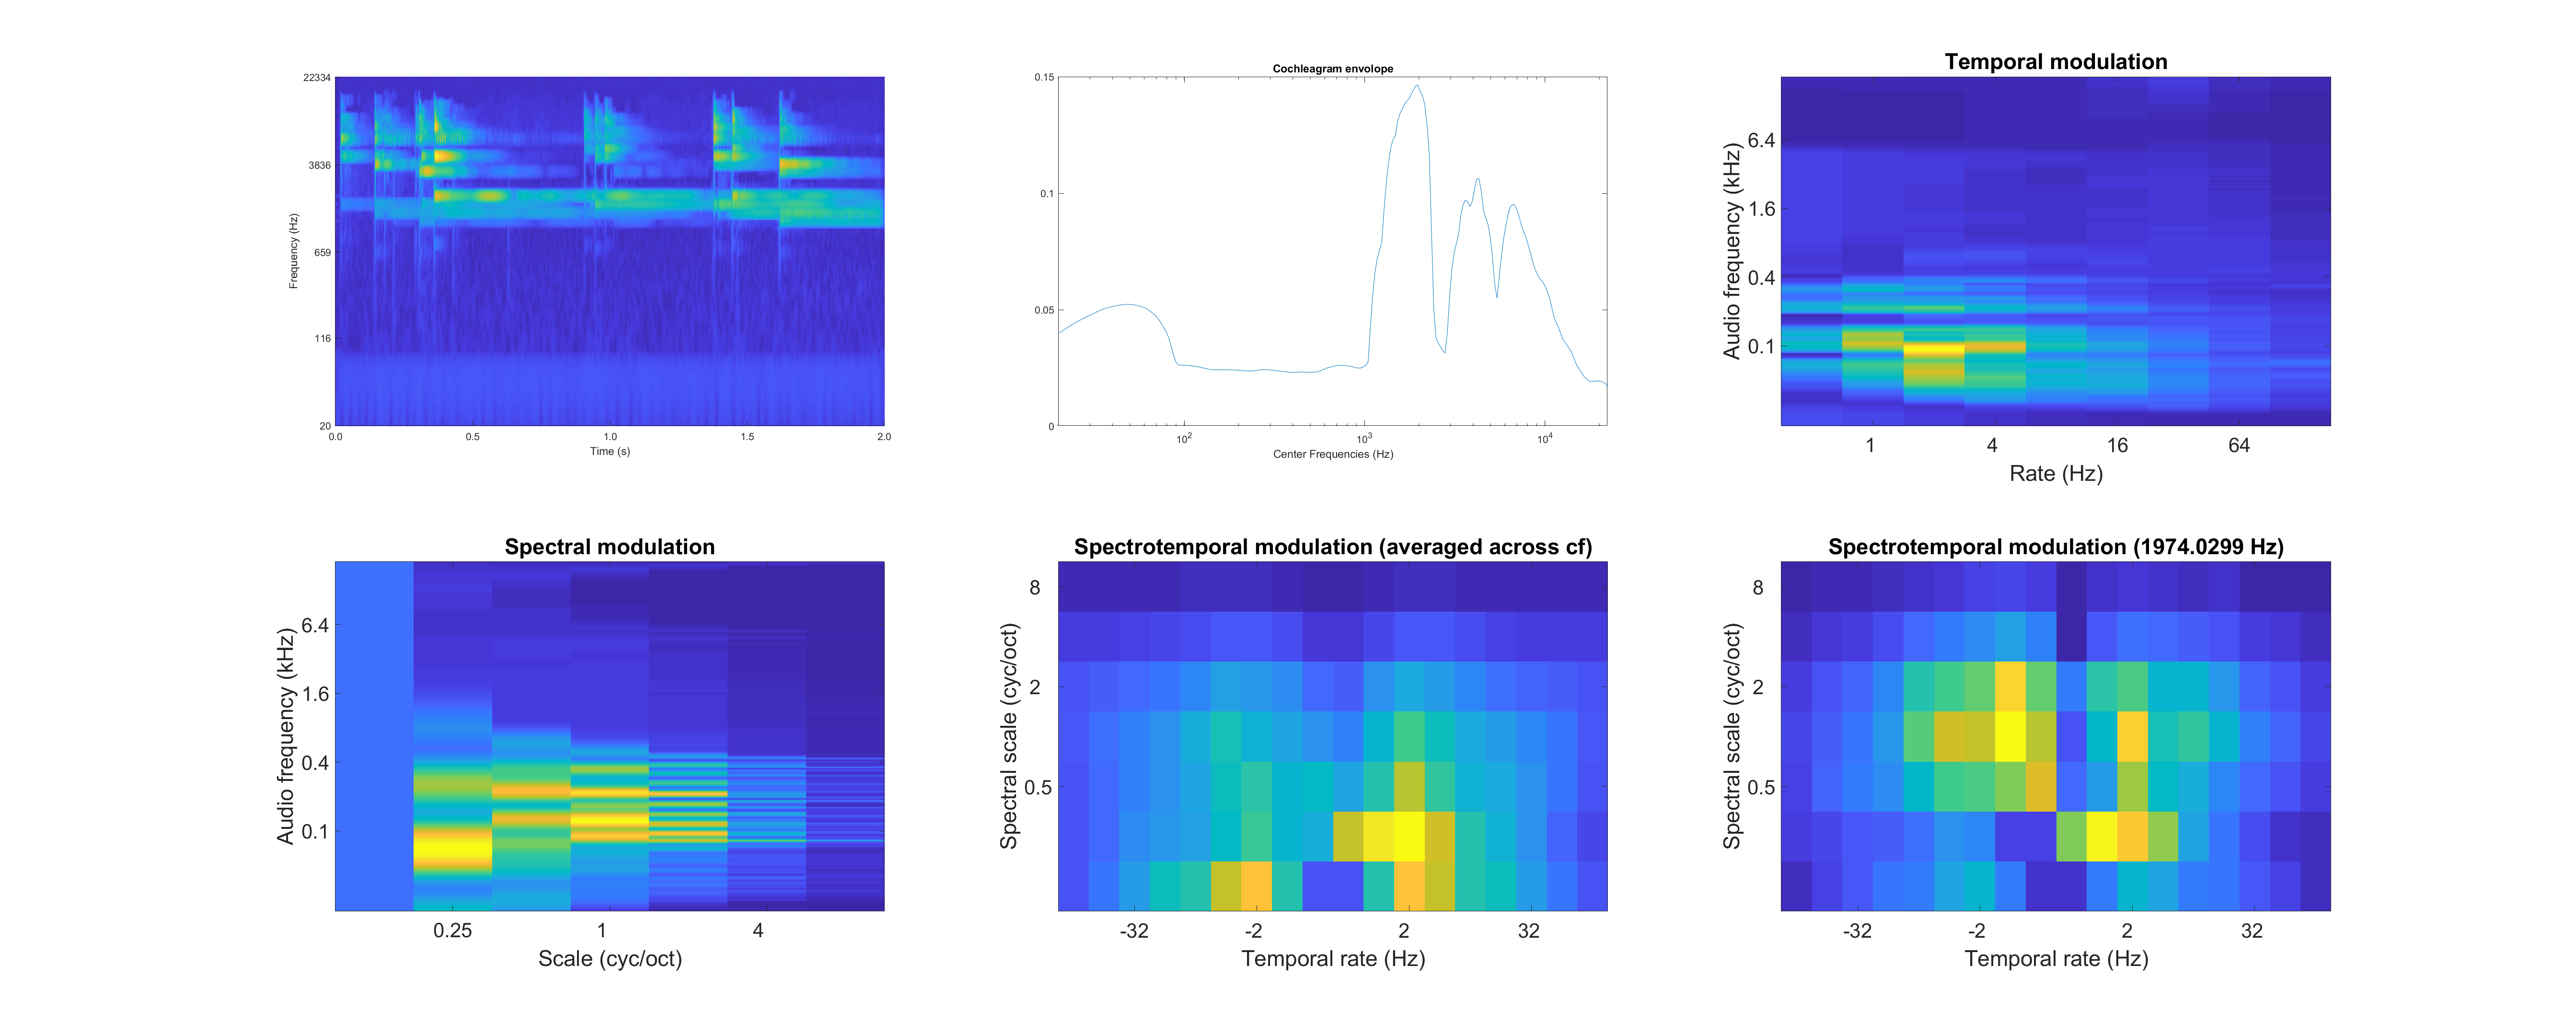 22334
3836
659
116
20
Frequency (Hz)
0.0 0.5 1.0 1.5 2.0
Time (s)
Cochleagram envolope
0.15
0.1
0.05
0
10² 10³ 10⁴
Center Frequencies (Hz)
Temporal modulation
6.4
1.6
0.4
0.1
Audio frequency (kHz)
1 4 16 64
Rate (Hz)
Spectral modulation
6.4
1.6
0.4
0.1
Audio frequency (kHz)
0.25 1 4
Scale (cyc/oct)
Spectrotemporal modulation (averaged across cf)
8
2
0.5
Spectral scale (cyc/oct)
-32 -2 2 32
Temporal rate (Hz)
Spectrotemporal modulation (1974.0299 Hz)
8
2
0.5
Spectral scale (cyc/oct)
-32 -2 2 32
Temporal rate (Hz)